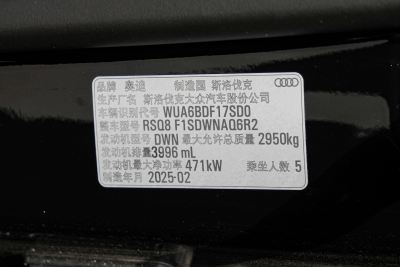 品牌 奥迪 制造国 斯洛伐克
生产厂名 斯洛伐克大众汽车股份公司
车辆识别代号 WUA6BDF17SD0
整车型号 RSQ8 F1SDWNAQ6R2
发动机型号 DWN 最大允许总质量 2950kg
发动机排量 3996 mL
发动机最大净功率 471kW 乘坐人数 5
制造年月 2025-02